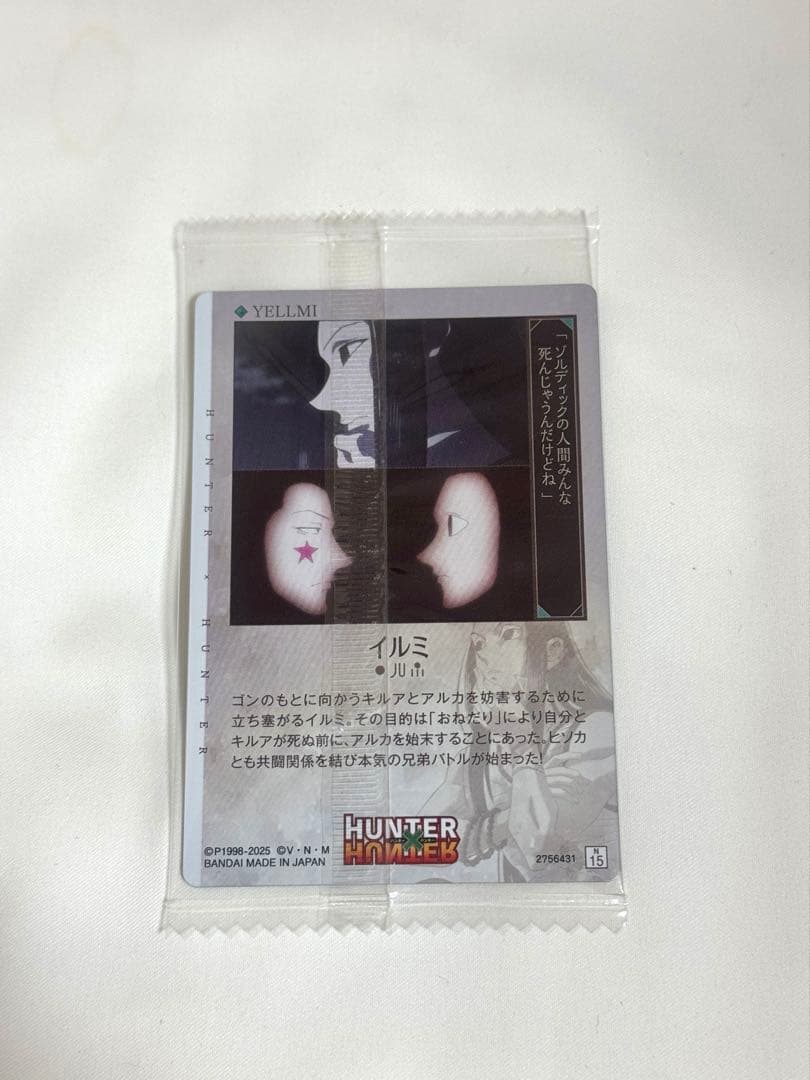 YELLMI
「ゾルディックの人間みんな
死んじゃうんだけどね」
HUNTER × HUNTER
イルミ
ゴンのもとに向かうキルアとアルカを妨害するために
立ち塞がるイルミ。その目的は「おねだり」により自分と
キルアが死ぬ前に、アルカを始末することにあった。ヒソカ
とも共闘関係を結び本気の兄弟バトルが始まった!
HUNTER
×
HUNTER
©P1998-2025 ©V・N・M
BANDAI MADE IN JAPAN
2756431
N
15